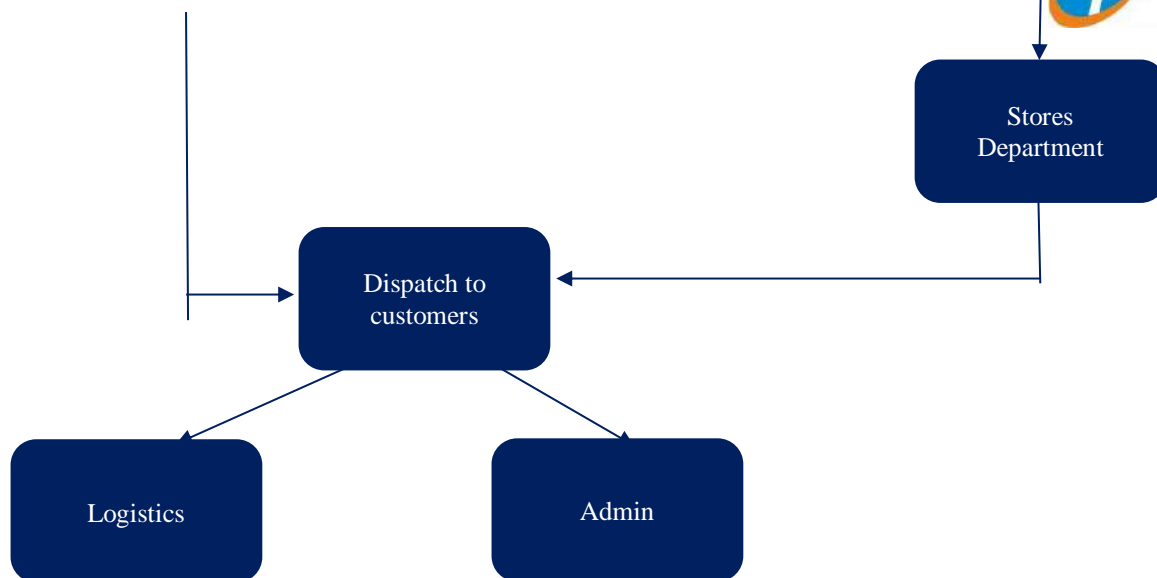 Stores
Department
Dispatch to
customers
Logistics
Admin